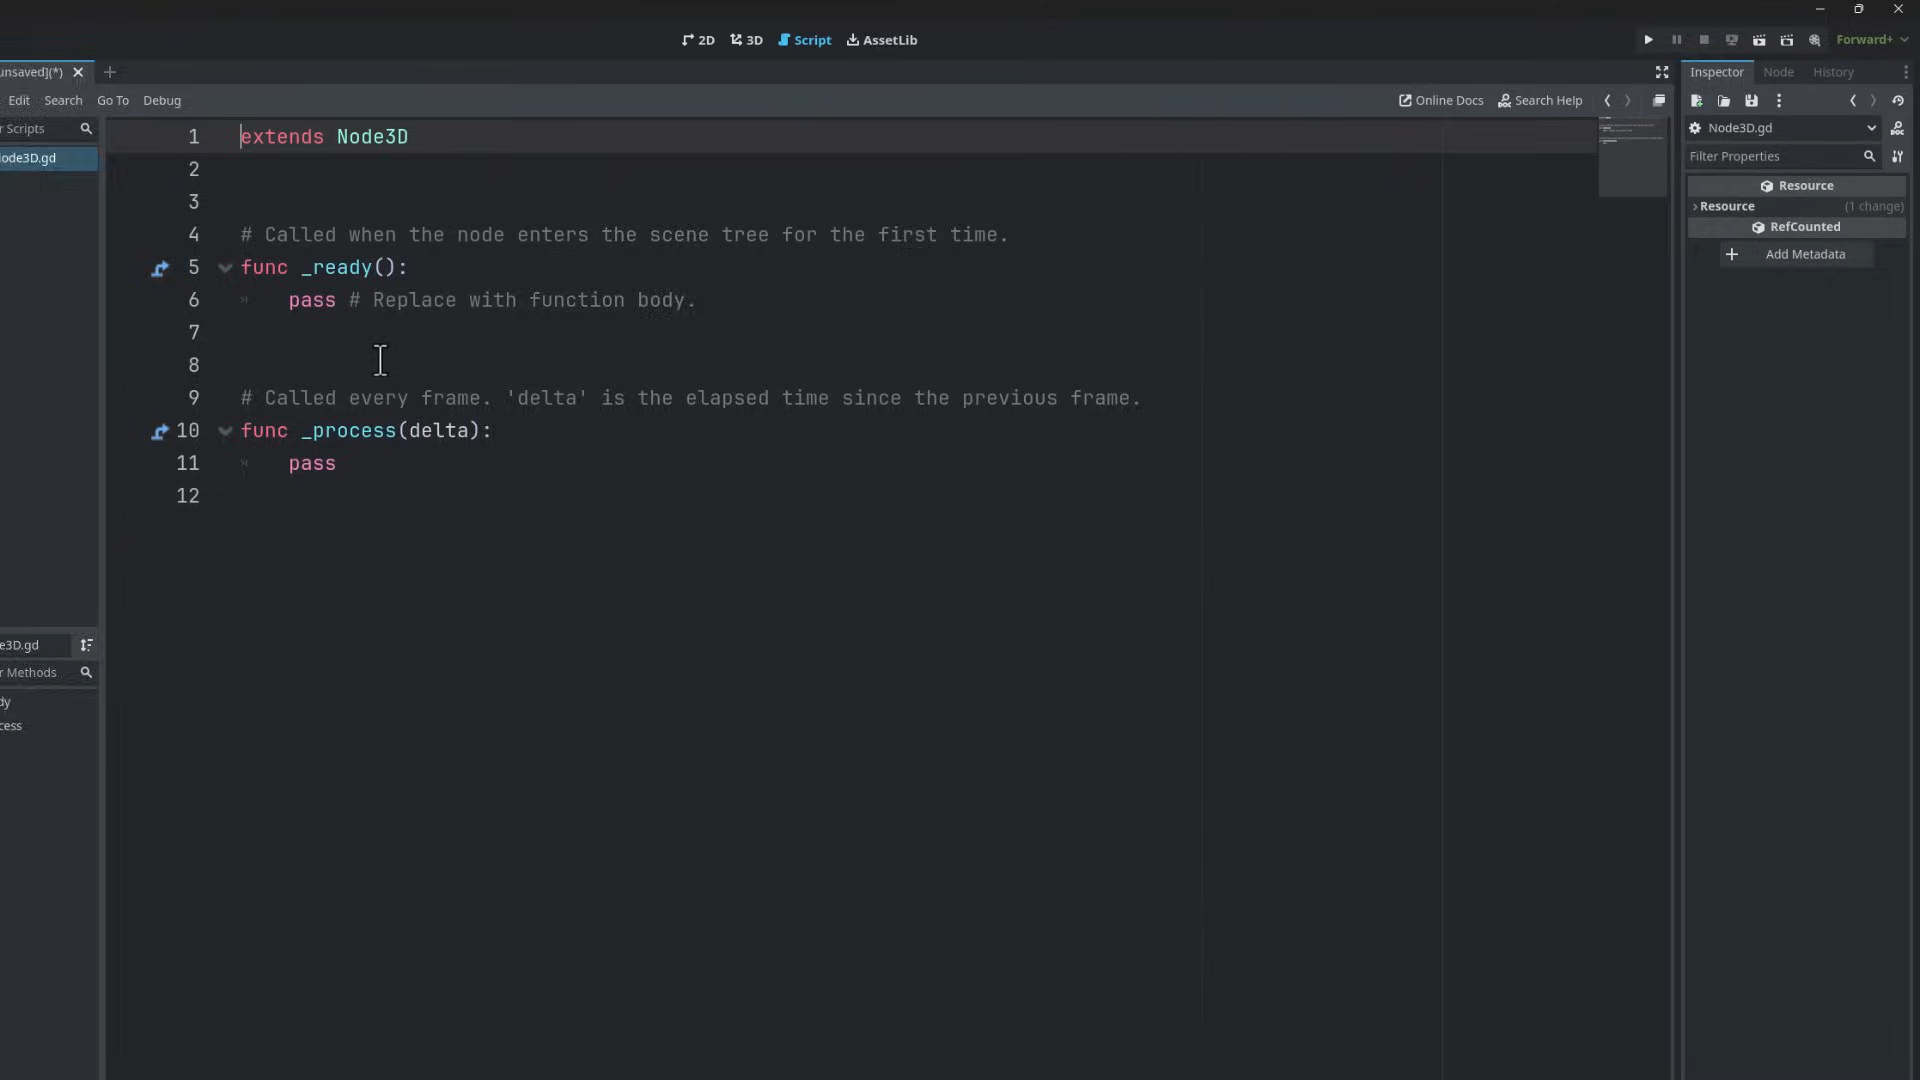 2D 3D Script AssetLib Forward+
unsaved](*) Inspector Node History
Edit Search Go To Debug Online Docs Search Help
r Scripts Node3D.gd
ode3D.gd Filter Properties
Resource
Resource (1 change)
RefCounted
Add Metadata
1 extends Node3D
2
3
4 # Called when the node enters the scene tree for the first time.
5 func _ready():
6 pass # Replace with function body.
7
8
9 # Called every frame. 'delta' is the elapsed time since the previous frame.
10 func _process(delta):
11 pass
12
e3D.gd
r Methods
dy
cess